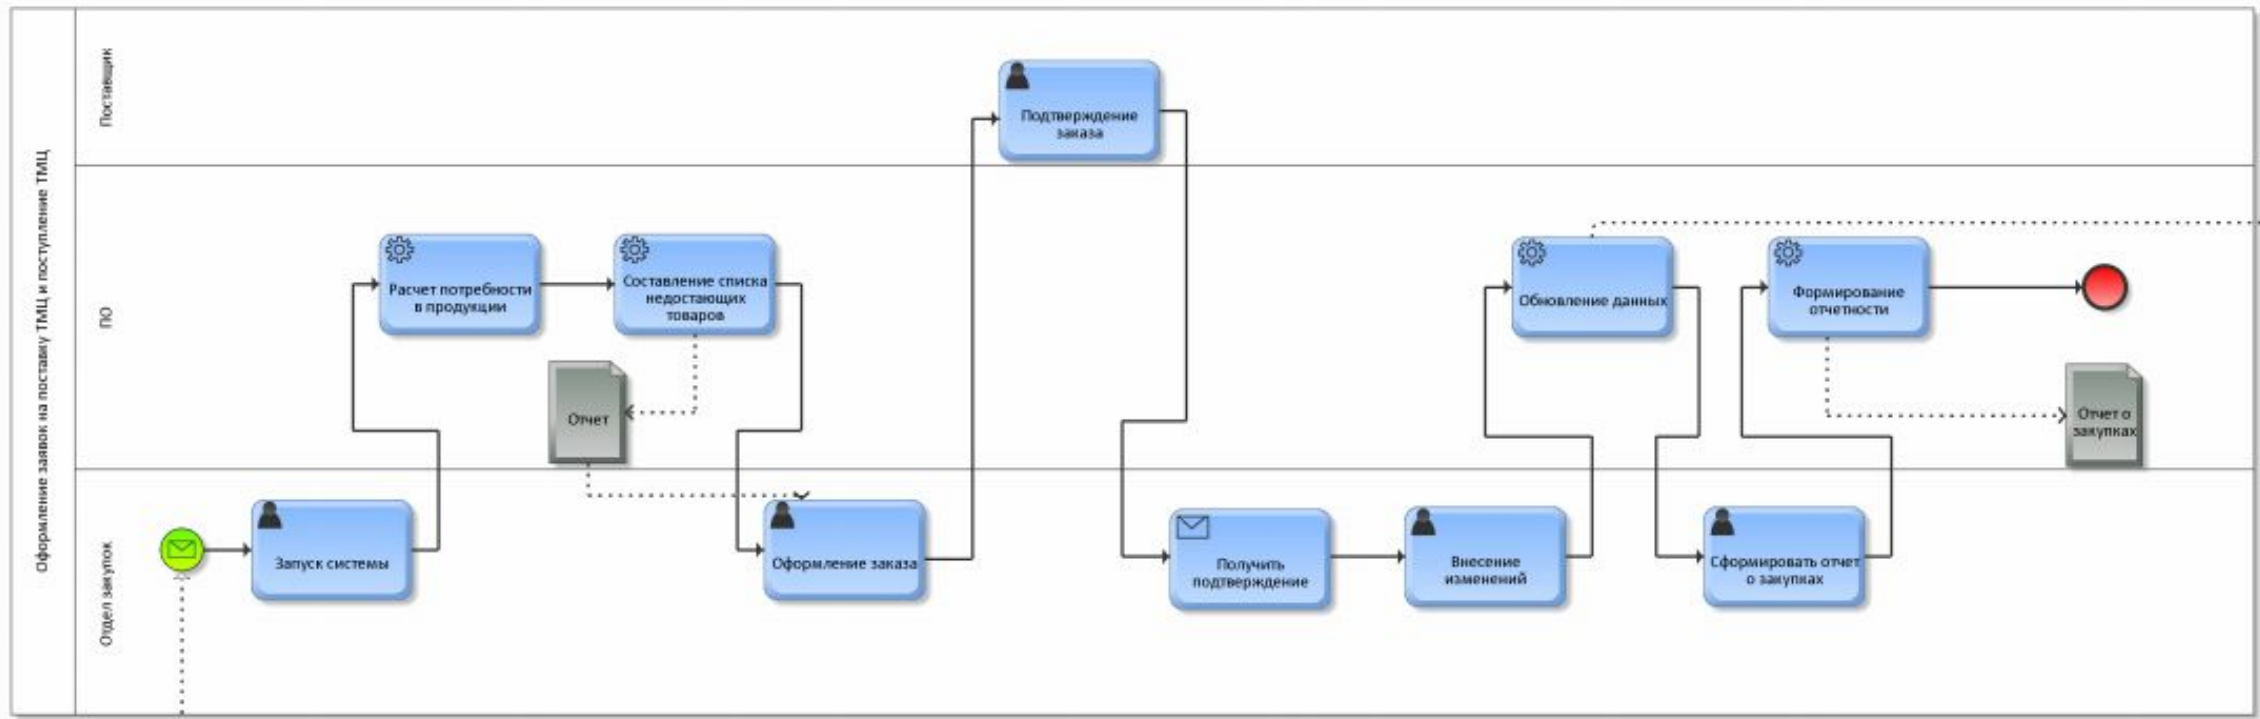 Оформление заявок на поставку ТМЦ и поступление ТМЦ
Поставщик
Подтверждение
заказа
ПО
Расчет потребности
в продукции
Составление списка
недостающих
товаров
Отчет
Обновление данных
Формирование
отчетности
Отчет о
закупках
Отдел закупок
Запуск системы
Оформление заказа
Получить
подтверждение
Внесение
изменений
Сформировать отчет
о закупках